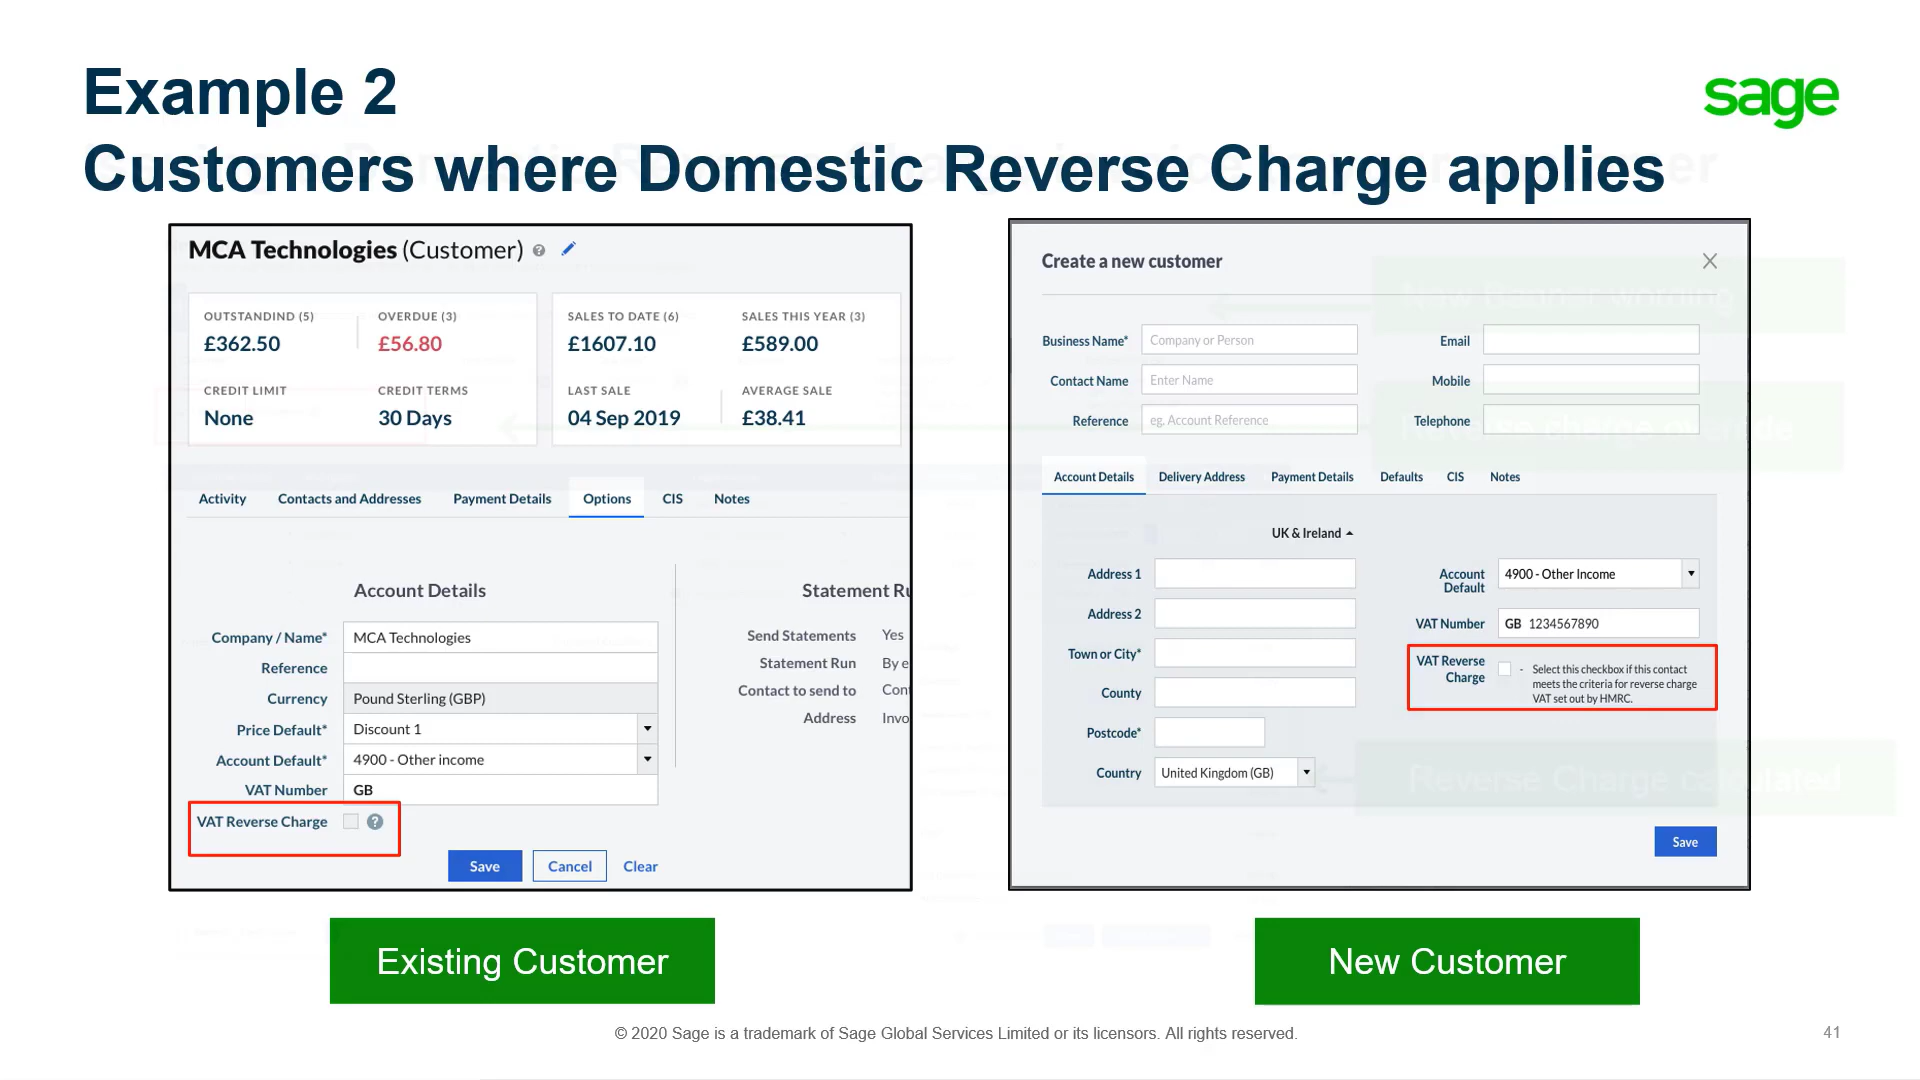 Example 2
Customers where Domestic Reverse Charge applies
sage
MCA Technologies (Customer)
OUTSTANDIND (5)
£362.50
OVERDUE (3)
£56.80
CREDIT LIMIT
None
CREDIT TERMS
30 Days
SALES TO DATE (6)
£1607.10
SALES THIS YEAR (3)
£589.00
LAST SALE
04 Sep 2019
AVERAGE SALE
£38.41
Activity Contacts and Addresses Payment Details Options CIS Notes
Account Details
Company / Name* MCA Technologies
Reference
Currency Pound Sterling (GBP)
Price Default* Discount 1
Account Default* 4900 - Other income
VAT Number GB
VAT Reverse Charge ?
Save Cancel Clear
Statement Ru
Send Statements Yes
Statement Run By e
Contact to send to Cont
Address Invo
Existing Customer
Create a new customer
Business Name* Company or Person
Contact Name Enter Name
Reference eg, Account Reference
Email
Mobile
Telephone
Account Details Delivery Address Payment Details Defaults CIS Notes
UK & Ireland
Address 1
Address 2
Town or City*
County
Postcode*
Country United Kingdom (GB)
Account
Default
4900 - Other Income
VAT Number GB 1234567890
VAT Reverse
Charge
- Select this checkbox if this contact
meets the criteria for reverse charge
VAT set out by HMRC.
Reverse Charge calculated
Save
New Customer
© 2020 Sage is a trademark of Sage Global Services Limited or its licensors. All rights reserved.
41